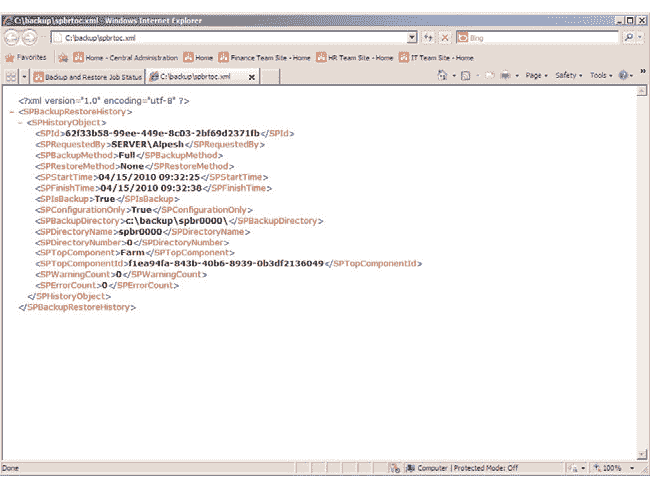 C:\backup\spbrtoc.xml - Windows Internet Explorer
C:\backup\spbrtoc.xml
Bing
Favorites Home - Central Administration Home Finance Team Site - Home HR Team Site - Home IT Team Site - Home
Backup and Restore Job Status C:\backup\spbrtoc.xml Page Safety Tools
<?xml version="1.0" encoding="utf-8" ?>
- <SPBackupRestoreHistory>
- <SPHistoryObject>
<SPId>62f33b58-99ee-449e-8c03-2bf69d2371fb</SPId>
<SPRequestedBy>SERVER\Alpesh</SPRequestedBy>
<SPBackupMethod>Full</SPBackupMethod>
<SPRestoreMethod>None</SPRestoreMethod>
<SPStartTime>04/15/2010 09:32:25</SPStartTime>
<SPFinishTime>04/15/2010 09:32:38</SPFinishTime>
<SPIsBackup>True</SPIsBackup>
<SPConfigurationOnly>True</SPConfigurationOnly>
<SPBackupDirectory>c:\backup\spbr0000\</SPBackupDirectory>
<SPDirectoryName>spbr0000</SPDirectoryName>
<SPDirectoryNumber>0</SPDirectoryNumber>
<SPTopComponent>Farm</SPTopComponent>
<SPTopComponentId>f1ea94fa-843b-40b6-8939-0b3df2136049</SPTopComponentId>
<SPWarningCount>0</SPWarningCount>
<SPErrorCount>0</SPErrorCount>
</SPHistoryObject>
</SPBackupRestoreHistory>
Done Computer | Protected Mode: Off 100%